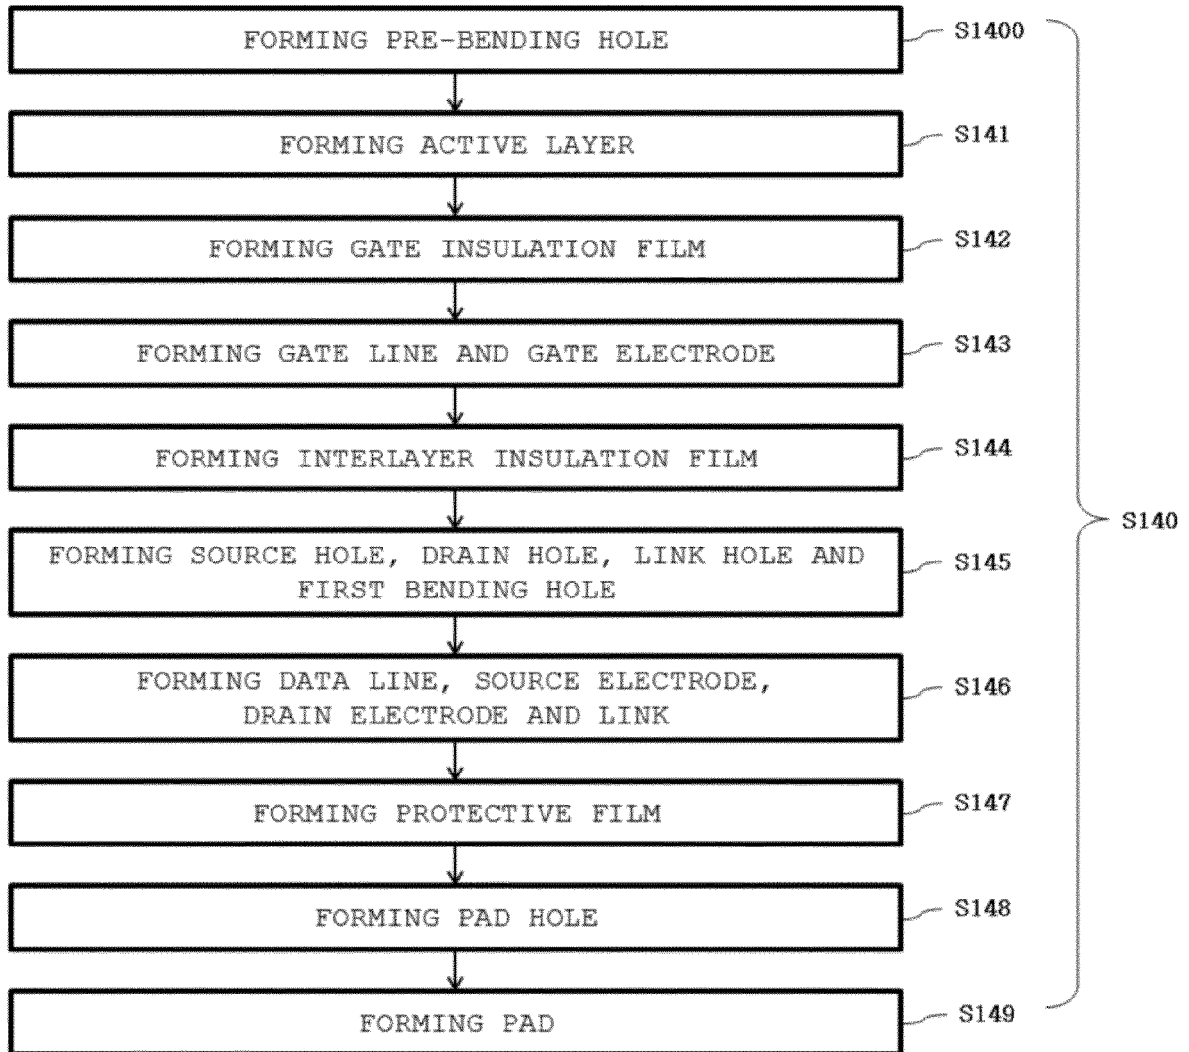 FORMING PRE-BENDING HOLE
S1400
FORMING ACTIVE LAYER
S141
FORMING GATE INSULATION FILM
S142
FORMING GATE LINE AND GATE ELECTRODE
S143
FORMING INTERLAYER INSULATION FILM
S144
FORMING SOURCE HOLE, DRAIN HOLE, LINK HOLE AND
FIRST BENDING HOLE
S145
S140
FORMING DATA LINE, SOURCE ELECTRODE,
DRAIN ELECTRODE AND LINK
S146
FORMING PROTECTIVE FILM
S147
FORMING PAD HOLE
S148
FORMING PAD
S149